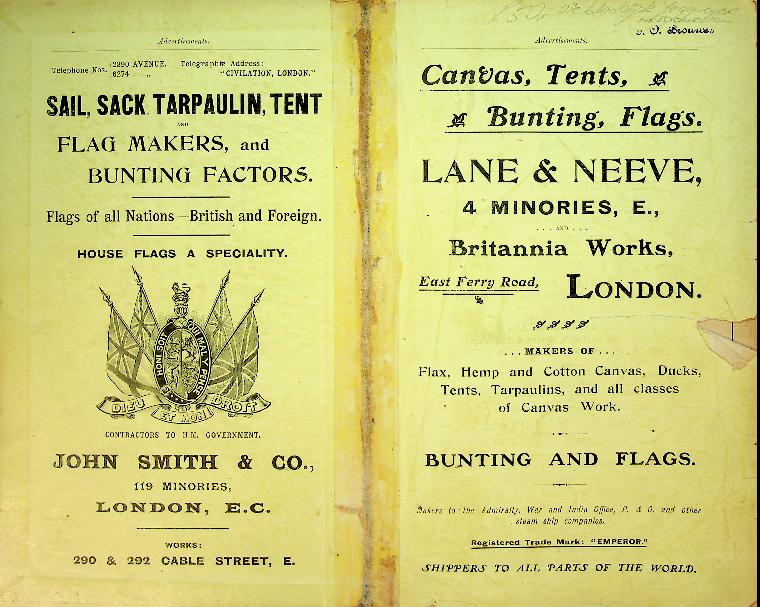 Advertisements.
Telephone Nos. { 2390 AVENUE. Telegraphic Address:
6274 „ "CIVILATION, LONDON."
SAIL, SACK TARPAULIN, TENT
AND
FLAG MAKERS, and
BUNTING FACTORS.
Flags of all Nations—British and Foreign.
HOUSE FLAGS A SPECIALITY.
HONI SOIT QUI MAL Y PENSE
DIEU ET MON DROIT
CONTRACTORS TO H.M. GOVERNMENT.
JOHN SMITH & CO.,
119 MINORIES,
LONDON, E.C.
WORKS:
290 & 292 CABLE STREET, E.
Advertisements.
Canvas, Tents,
Bunting, Flags.
LANE & NEEVE,
4 MINORIES, E.,
... AND ...
Britannia Works,
East Ferry Road, LONDON.
... MAKERS OF ...
Flax, Hemp and Cotton Canvas, Ducks,
Tents, Tarpaulins, and all classes
of Canvas Work.
BUNTING AND FLAGS.
Makers to the Admiralty, War and India Office, P. & O. and other
steam ship companies.
Registered Trade Mark: "EMPEROR."
SHIPPERS TO ALL PARTS OF THE WORLD.